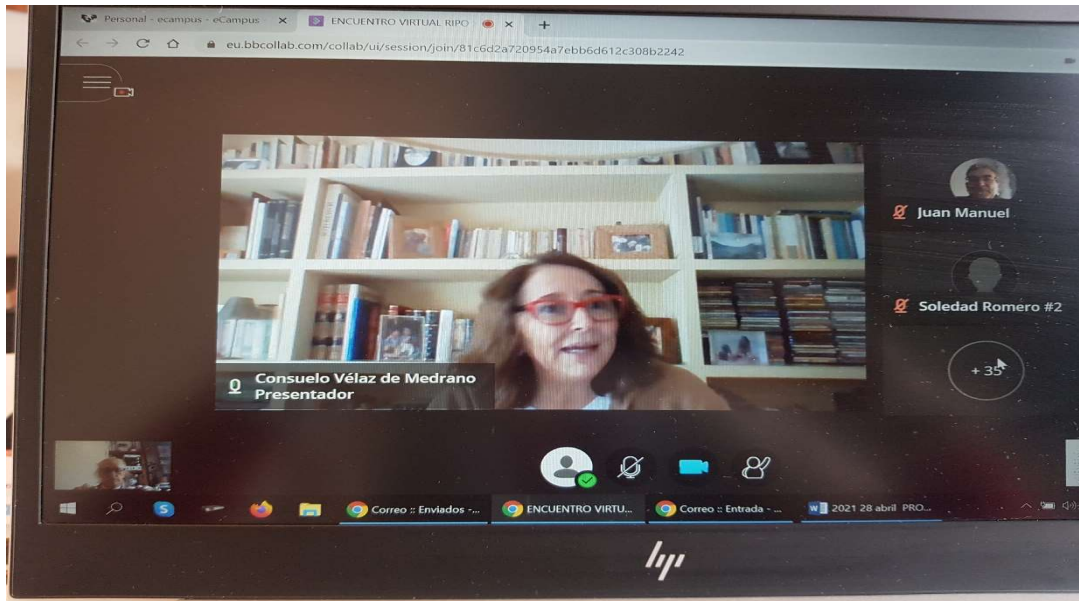 Personal - ecampus - eCampus
ENCUENTRO VIRTUAL RIPO
eu.bbcollab.com/collab/ui/session/join/81c6d2a720954a7ebb6d612c308b2242
Juan Manuel
Soledad Romero #2
+ 35
Consuelo Vélaz de Medrano
Presentador
Correo :: Enviados -...
ENCUENTRO VIRTU...
Correo :: Entrada - ...
2021 28 abril PRO...
hp